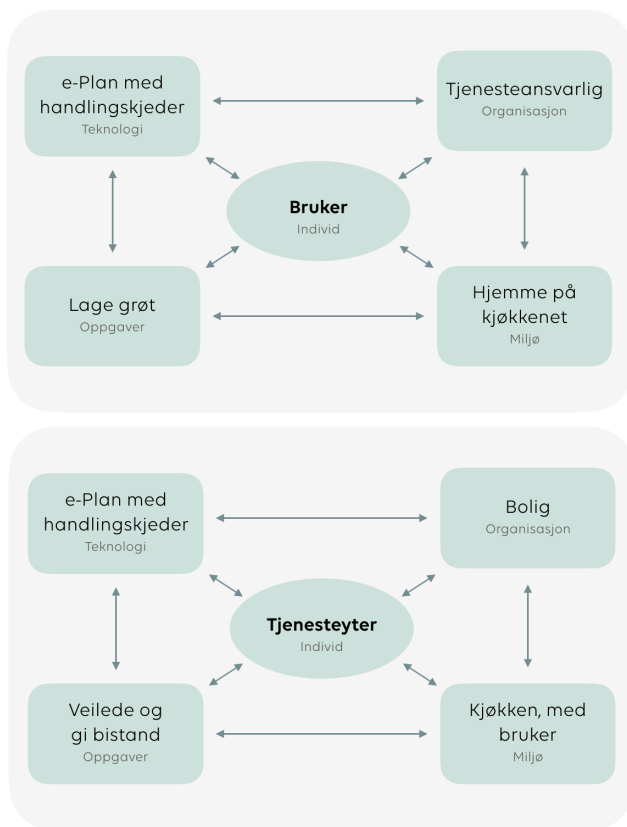 e-Plan med
handlingskjeder
Teknologi
Tjenesteansvarlig
Organisasjon
Bruker
Individ
Lage grøt
Oppgaver
Hjemme på
kjøkkenet
Miljø
e-Plan med
handlingskjeder
Teknologi
Bolig
Organisasjon
Tjenesteyter
Individ
Veilede og
gi bistand
Oppgaver
Kjøkken, med
bruker
Miljø